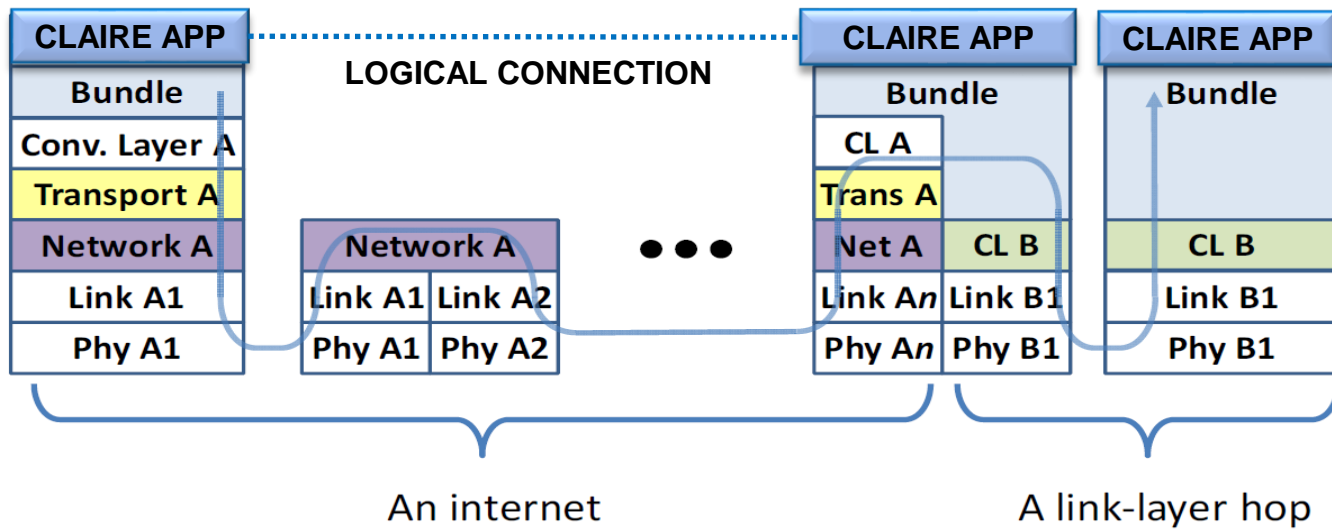 CLAIRE APP
CLAIRE APP
CLAIRE APP
LOGICAL CONNECTION
Bundle
Bundle
Bundle
Conv. Layer A
CL A
Transport A
Trans A
Network A
Network A
Net A
CL B
CL B
Link A1
Link A1
Link A2
Link An
Link B1
Link B1
Phy A1
Phy A1
Phy A2
Phy An
Phy B1
Phy B1
An internet
A link-layer hop